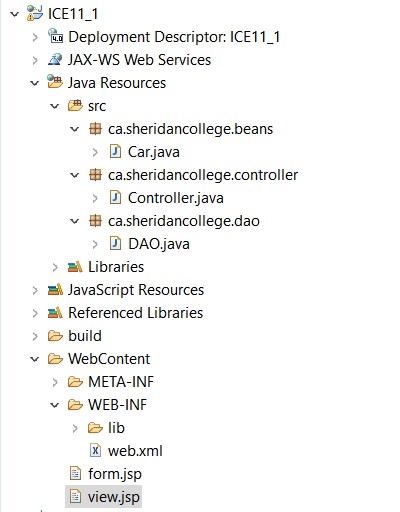 ICE11_1
Deployment Descriptor: ICE11_1
JAX-WS Web Services
Java Resources
src
ca.sheridancollege.beans
Car.java
ca.sheridancollege.controller
Controller.java
ca.sheridancollege.dao
DAO.java
Libraries
JavaScript Resources
Referenced Libraries
build
WebContent
META-INF
WEB-INF
lib
web.xml
form.jsp
view.jsp